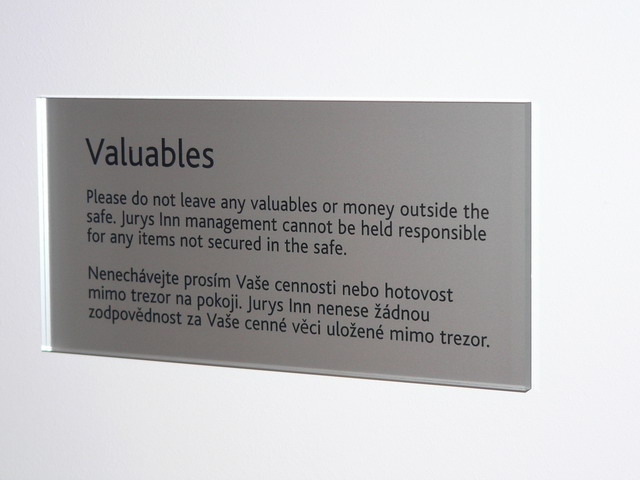 Valuables
Please do not leave any valuables or money outside the
safe. Jurys Inn management cannot be held responsible
for any items not secured in the safe.
Nenechávejte prosím Vaše cennosti nebo hotovost
mimo trezor na pokoji. Jurys Inn nenese žádnou
zodpovědnost za Vaše cenné věci uložené mimo trezor.